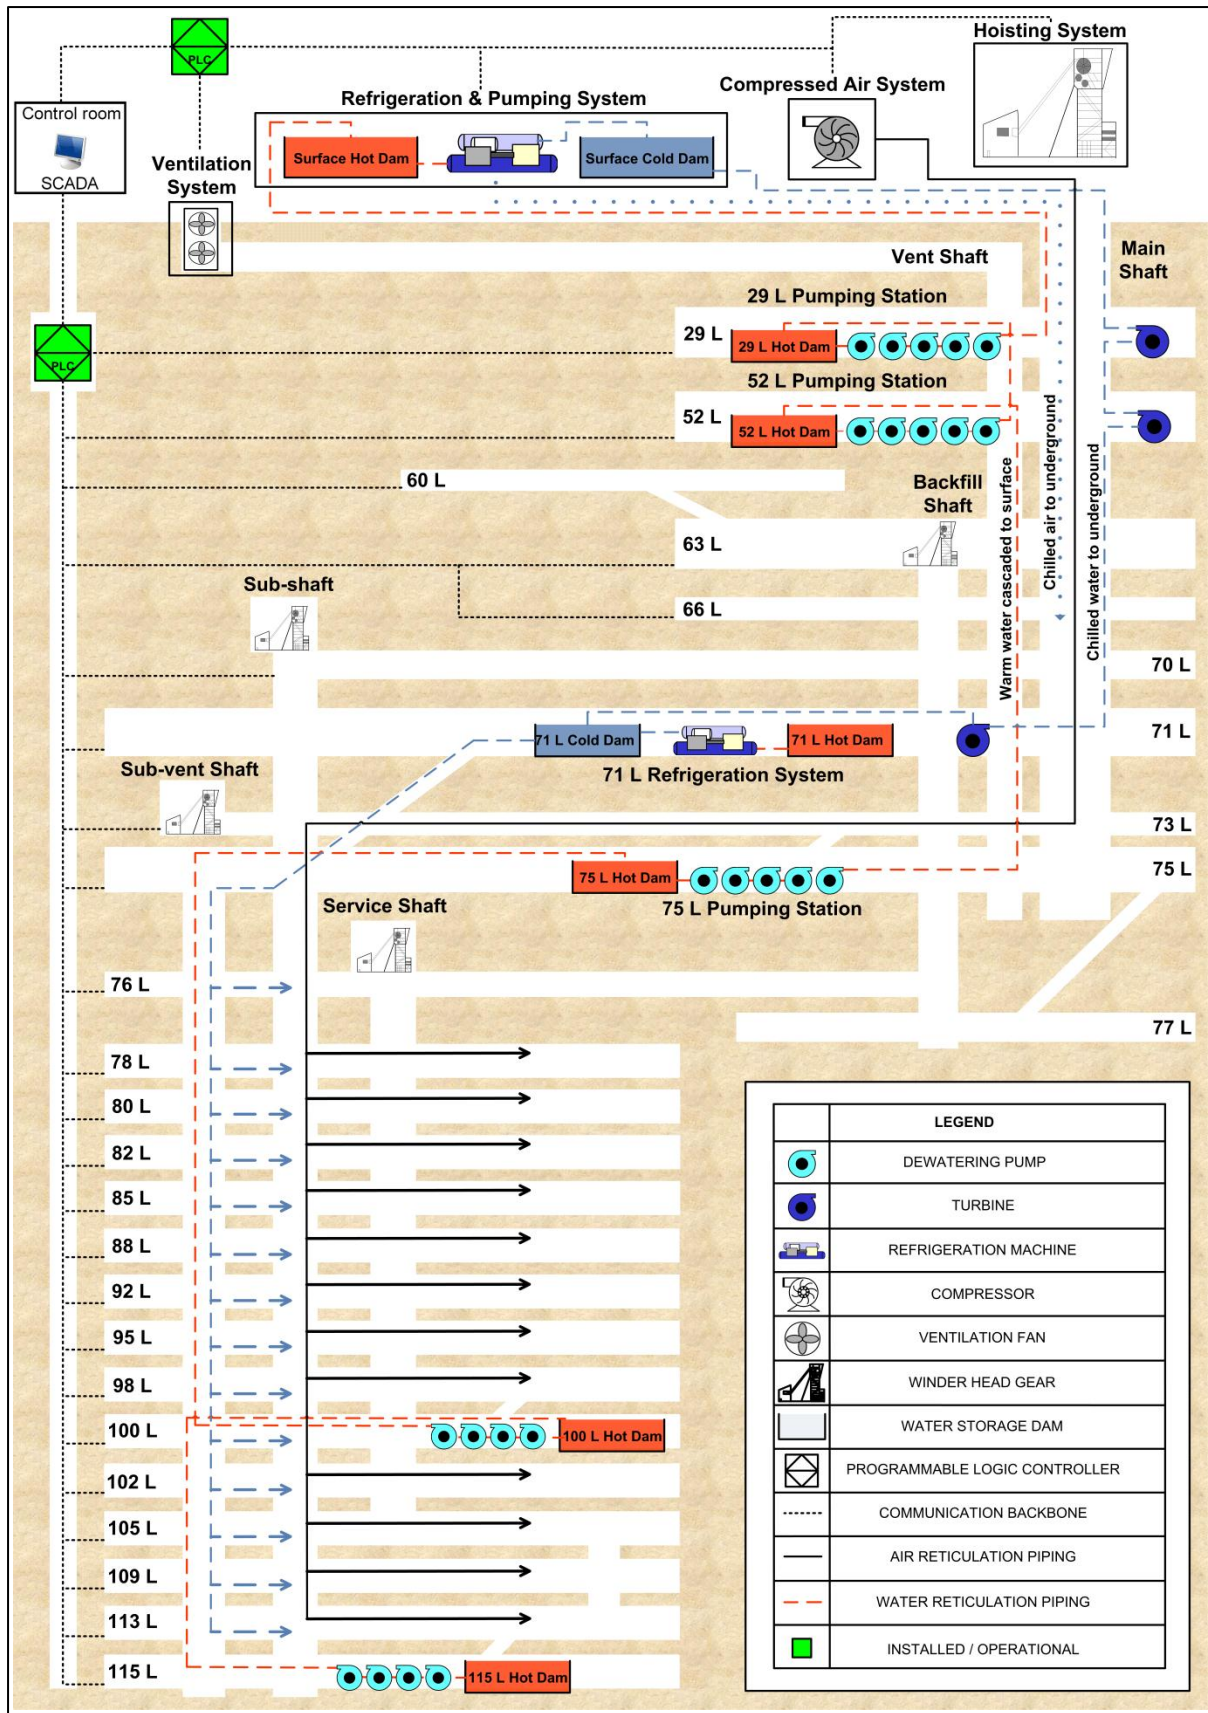 Hoisting System
PLC
Compressed Air System
Refrigeration & Pumping System
Control room
SCADA
Surface Hot Dam
Surface Cold Dam
Ventilation
System
Vent Shaft
Main
Shaft
29 L Pumping Station
29 L
29 L Hot Dam
PLC
52 L Pumping Station
52 L
52 L Hot Dam
60 L
Backfill
Shaft
63 L
Sub-shaft
66 L
Warm water cascaded to surface
Chilled air to underground
Chilled water to underground
70 L
71 L Cold Dam
71 L Hot Dam
71 L
71 L Refrigeration System
Sub-vent Shaft
73 L
75 L Hot Dam
75 L
75 L Pumping Station
Service Shaft
76 L
77 L
78 L
80 L
82 L
85 L
88 L
92 L
95 L
98 L
100 L
100 L Hot Dam
102 L
105 L
109 L
113 L
115 L
115 L Hot Dam
LEGEND
DEWATERING PUMP
TURBINE
REFRIGERATION MACHINE
COMPRESSOR
VENTILATION FAN
WINDER HEAD GEAR
WATER STORAGE DAM
PROGRAMMABLE LOGIC CONTROLLER
COMMUNICATION BACKBONE
AIR RETICULATION PIPING
WATER RETICULATION PIPING
INSTALLED / OPERATIONAL